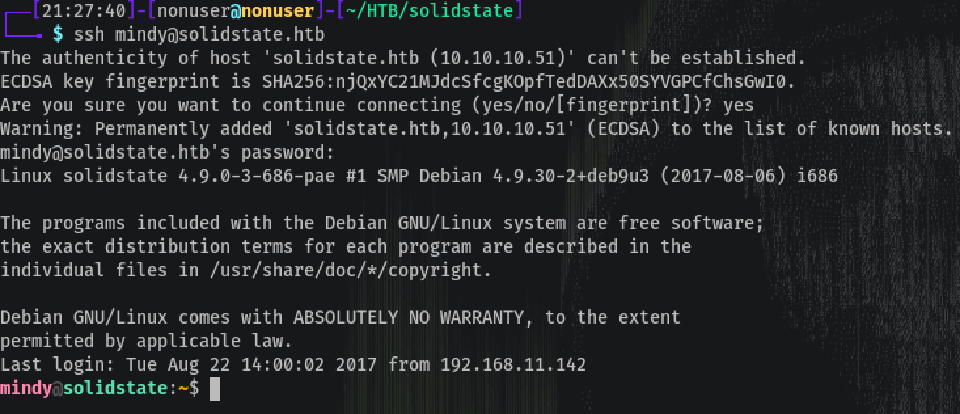 [21:27:40]-[nonuser@nonuser]-[~/HTB/solidstate]
$ ssh mindy@solidstate.htb
The authenticity of host 'solidstate.htb (10.10.10.51)' can't be established.
ECDSA key fingerprint is SHA256:njQxYC21MJdcSfcgKOpfTedDAXx50SYVGPCfChsGwI0.
Are you sure you want to continue connecting (yes/no/[fingerprint])? yes
Warning: Permanently added 'solidstate.htb,10.10.10.51' (ECDSA) to the list of known hosts.
mindy@solidstate.htb's password:
Linux solidstate 4.9.0-3-686-pae #1 SMP Debian 4.9.30-2+deb9u3 (2017-08-06) i686
The programs included with the Debian GNU/Linux system are free software;
the exact distribution terms for each program are described in the
individual files in /usr/share/doc/*/copyright.
Debian GNU/Linux comes with ABSOLUTELY NO WARRANTY, to the extent
permitted by applicable law.
Last login: Tue Aug 22 14:00:02 2017 from 192.168.11.142
mindy@solidstate:~$